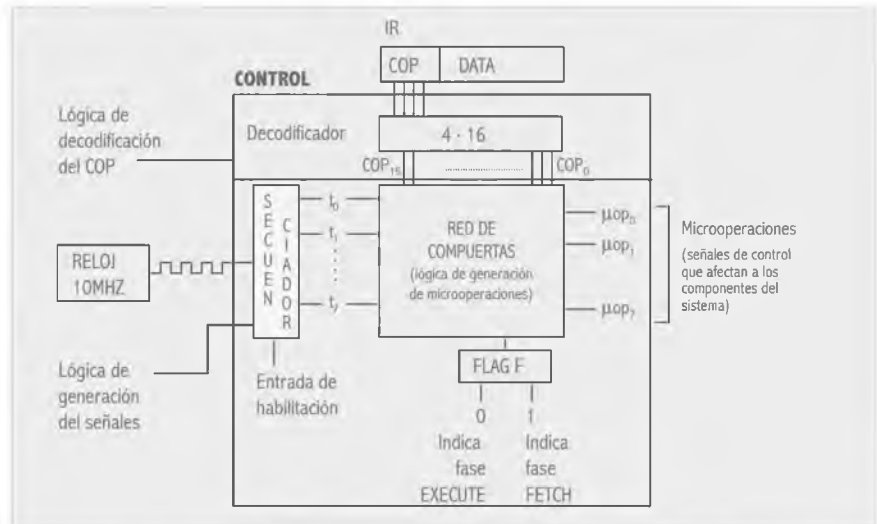 IR
COP DATA
CONTROL
Lógica de
decodificación
del COP
Decodificador
4 · 16
COP15 COP0
SECUEN
CIADOR
t0
t1
t7
RED DE
COMPUERTAS
(lógica de generación
de microoperaciones)
μop0
μop1
μop7
Microoperaciones
(señales de control
que afectan a los
componentes del
sistema)
RELOJ
10MHZ
Lógica de
generación
del señales
Entrada de
habilitación
FLAG F
0 1
Indica Indica
fase fase
EXECUTE FETCH